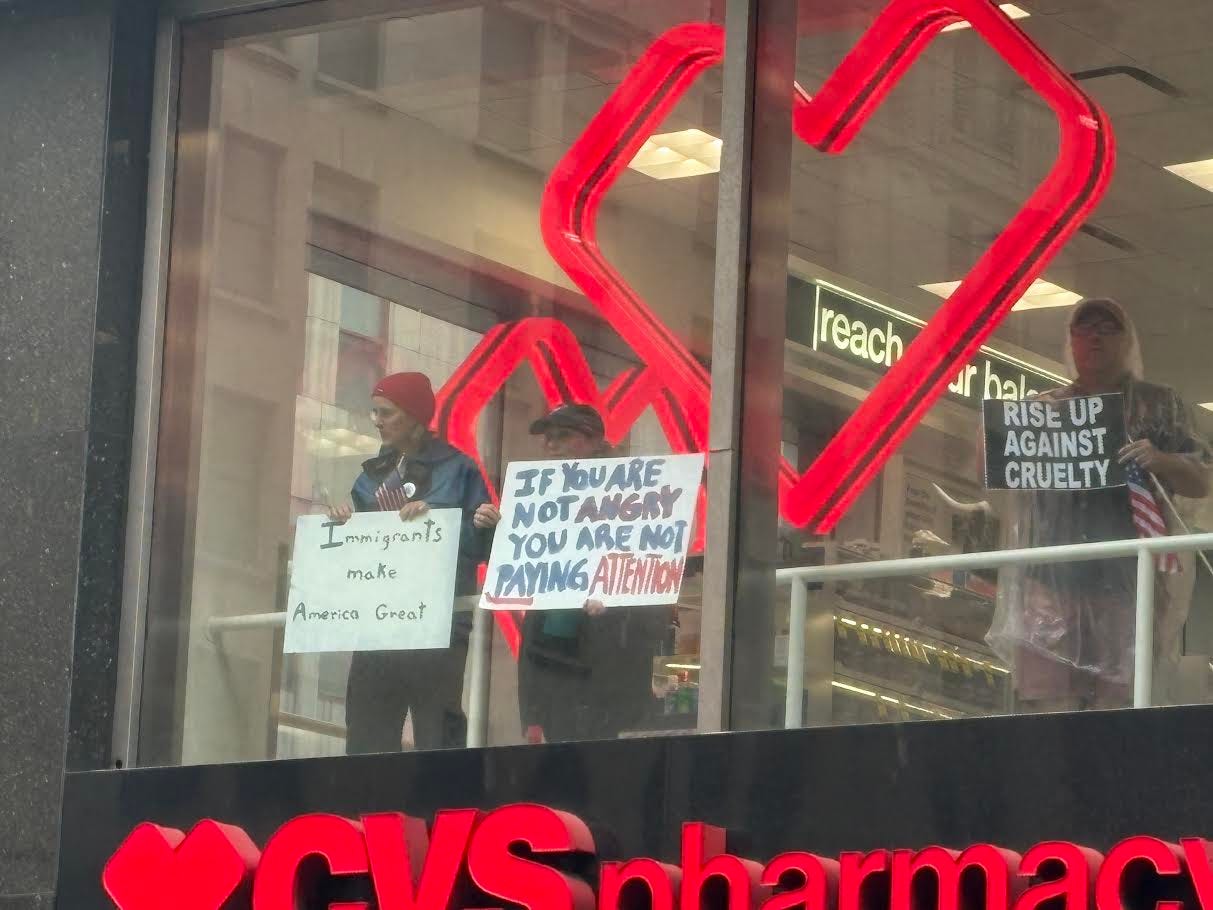 reach
RISE UP
AGAINST
CRUELTY
IF YOU ARE
NOT ANGRY
YOU ARE NOT
PAYING ATTENTION
Immigrants
make
America Great
CVS pharmacy